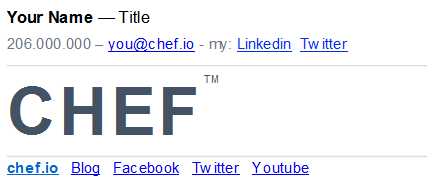 Your Name — Title
206.000.000 – you@chef.io - my: Linkedin Twitter
CHEF™
chef.io Blog Facebook Twitter Youtube